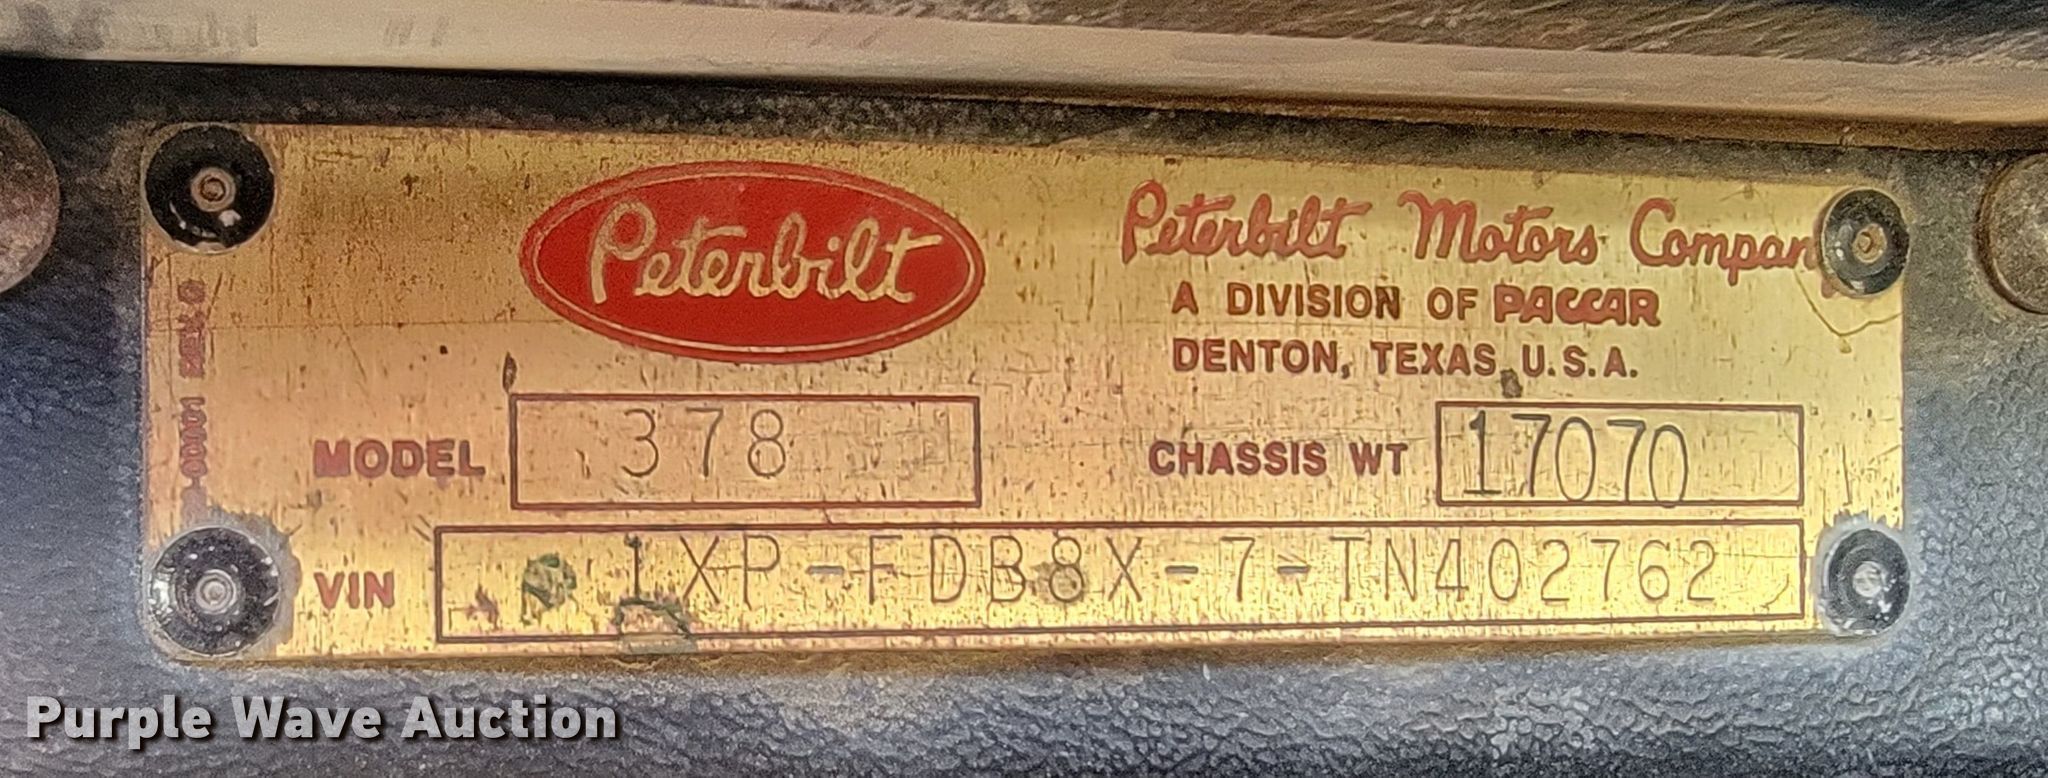 Peterbilt
Peterbilt Motors Company
A DIVISION OF PACCAR
DENTON, TEXAS, U.S.A.
MODEL 378
CHASSIS WT 17070
VIN 1XP-FDB8X-7-TN402762
Purple Wave Auction